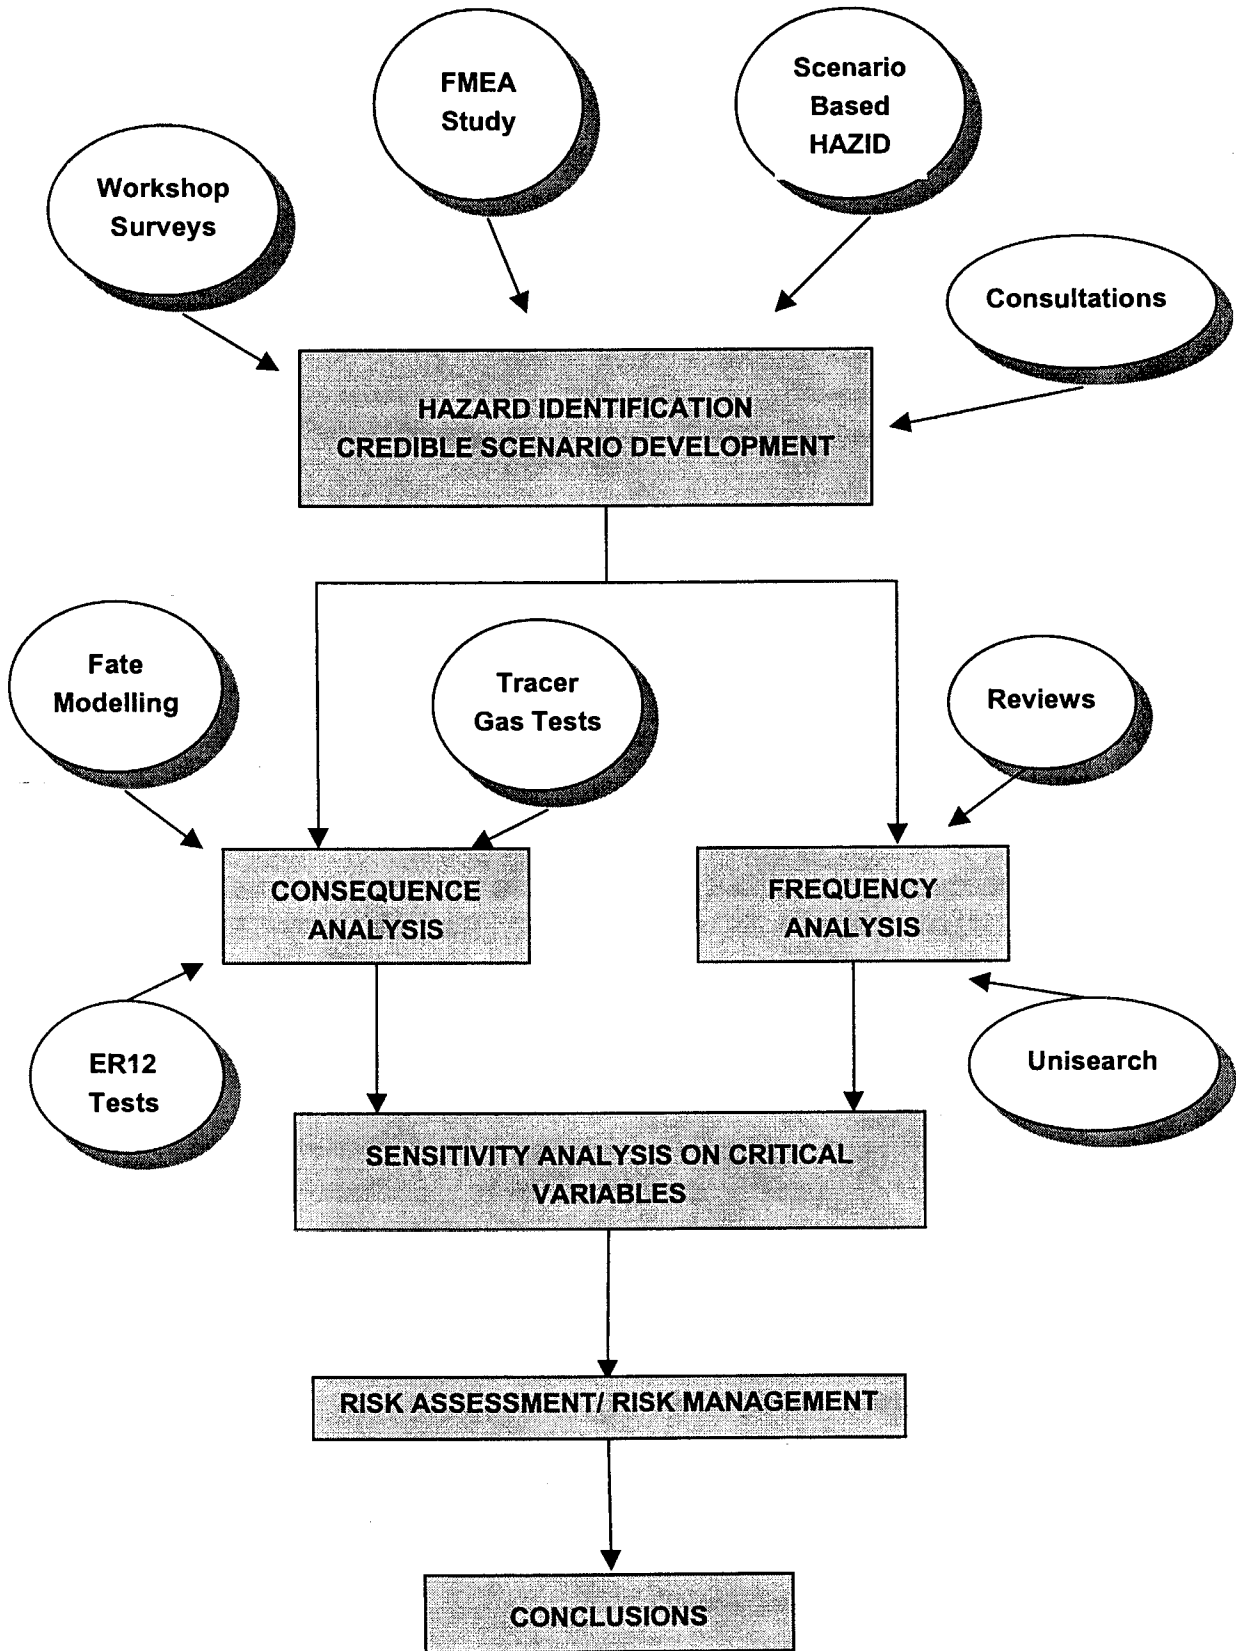 FMEA
Study
Scenario
Based
HAZID
Workshop
Surveys
Consultations
HAZARD IDENTIFICATION
CREDIBLE SCENARIO DEVELOPMENT
Fate
Modelling
Tracer
Gas Tests
Reviews
CONSEQUENCE
ANALYSIS
FREQUENCY
ANALYSIS
ER12
Tests
Unisearch
SENSITIVITY ANALYSIS ON CRITICAL
VARIABLES
RISK ASSESSMENT/ RISK MANAGEMENT
CONCLUSIONS